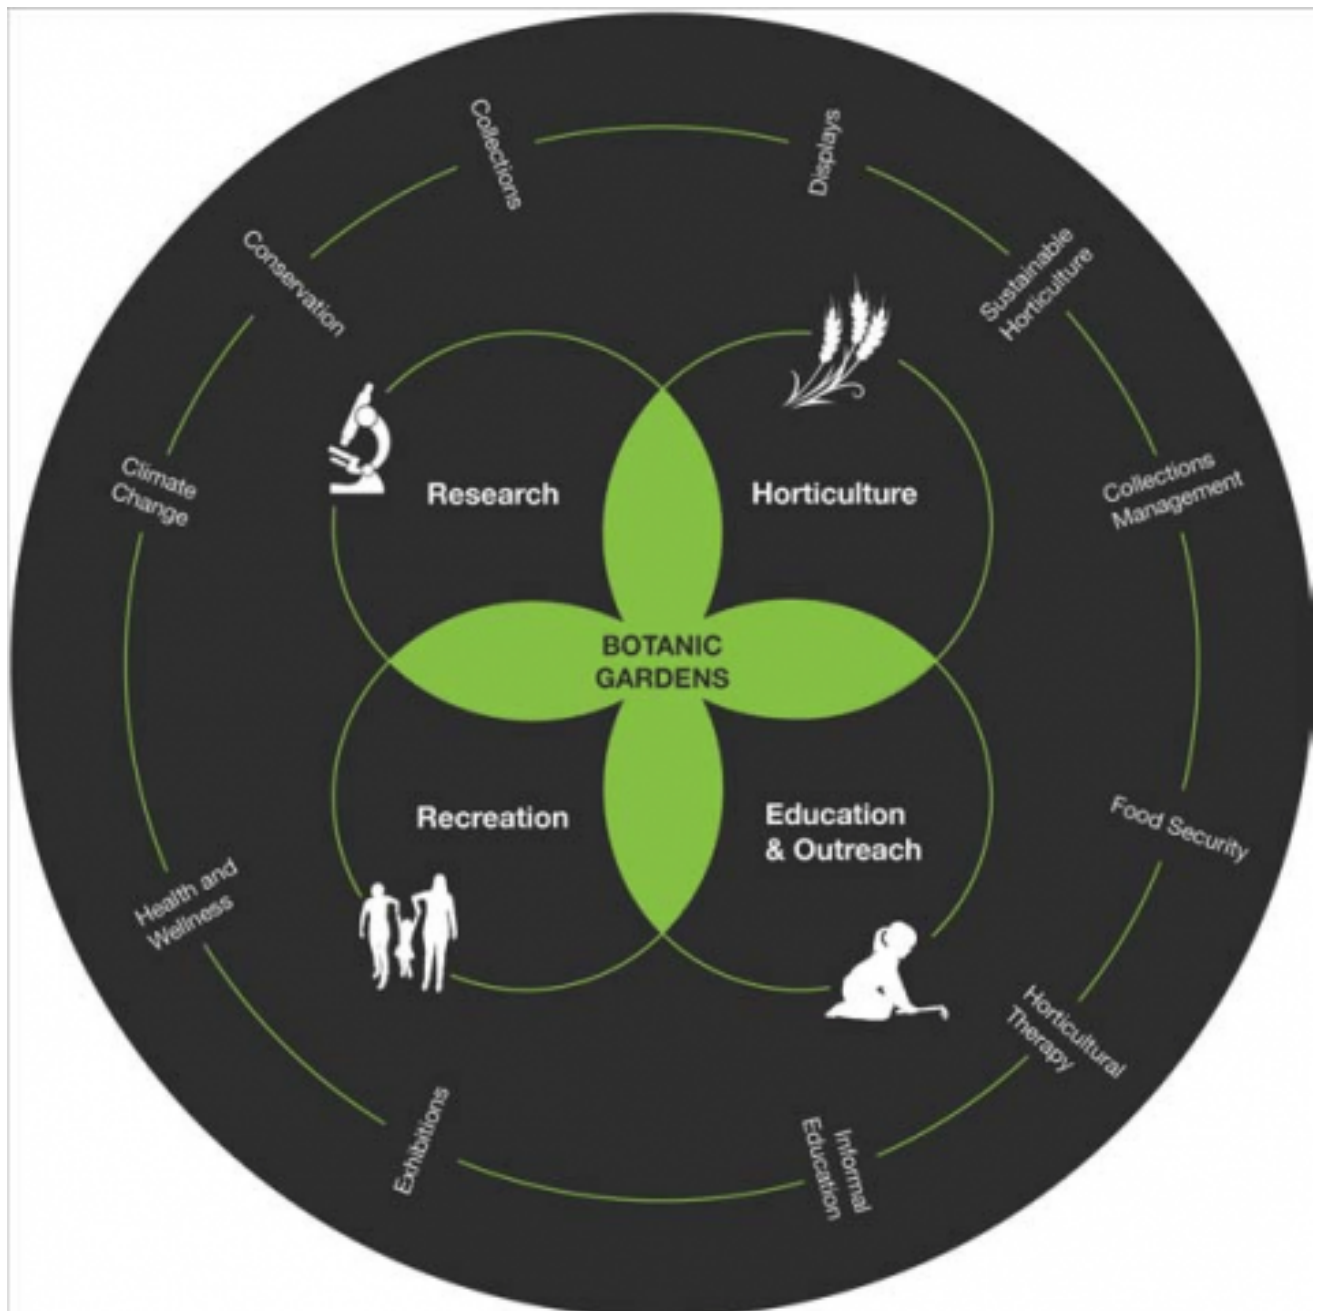 Collections
Displays
Sustainable
Horticulture
Collections
Management
Food Security
Horticultural
Therapy
Informal
Education
Exhibitions
Health and
Wellness
Climate
Change
Conservation
Research
Horticulture
BOTANIC
GARDENS
Recreation
Education
& Outreach